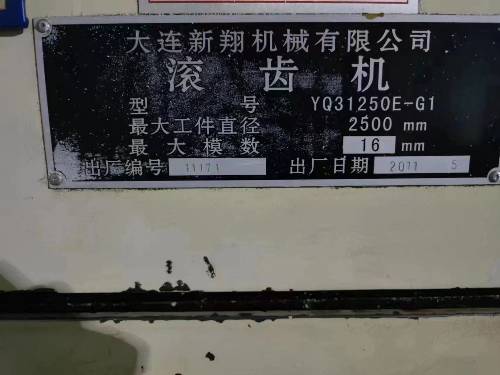 大连新翔机械有限公司
滚齿机
型号 YQ31250E-G1
最大工件直径 2500 mm
最大模数 16 mm
出厂编号 11171 出厂日期 2011 5